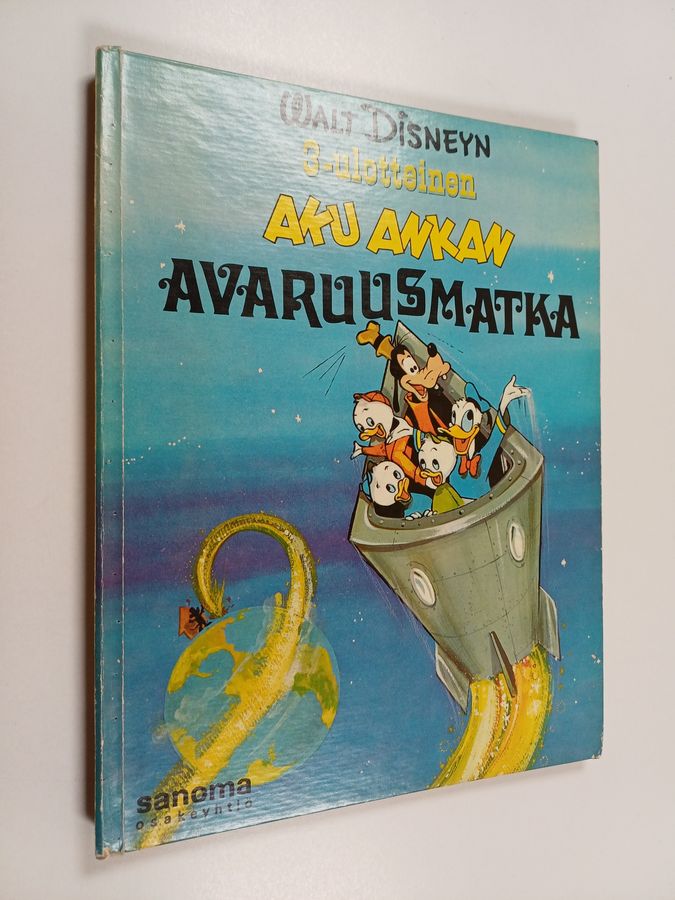 WALT DISNEYN
3-ulotteinen
AKU ANKAN
AVARUUSMATKA
sanoma
osakeyhtiö